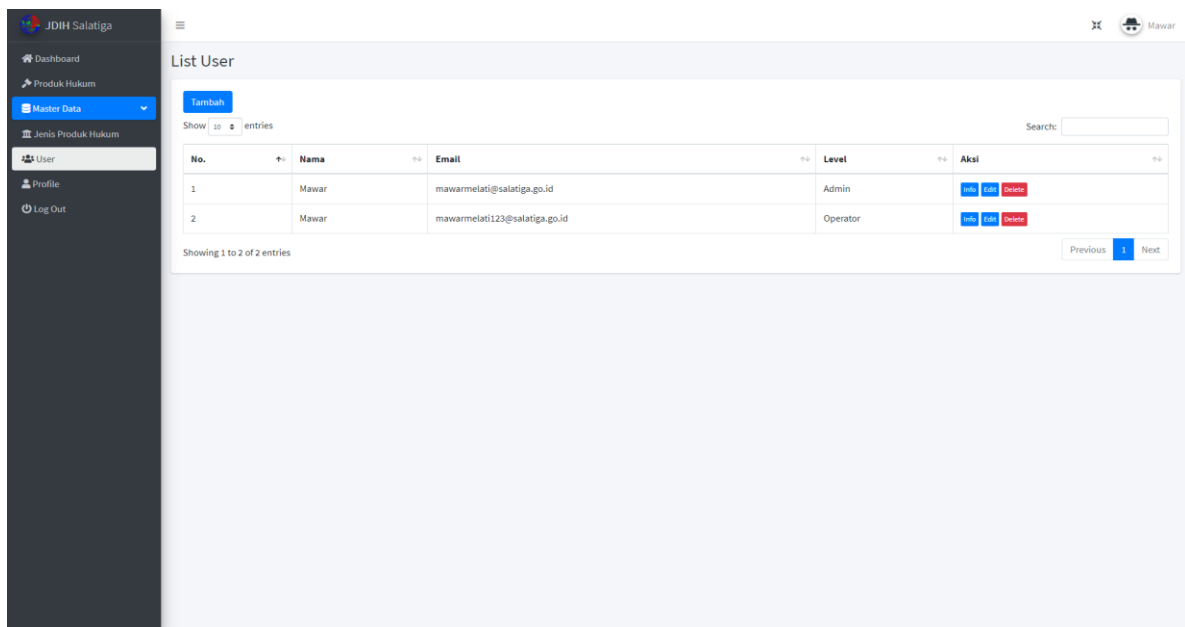 JDIH Salatiga
Mawar
Dashboard
Produk Hukum
Master Data
Jenis Produk Hukum
User
Profile
Log Out
List User
Tambah
Show 10 entries
Search:
No. Nama Email Level Aksi
1 Mawar mawarmelati@salatiga.go.id Admin Info Edit Delete
2 Mawar mawarmelati123@salatiga.go.id Operator Info Edit Delete
Showing 1 to 2 of 2 entries
Previous 1 Next